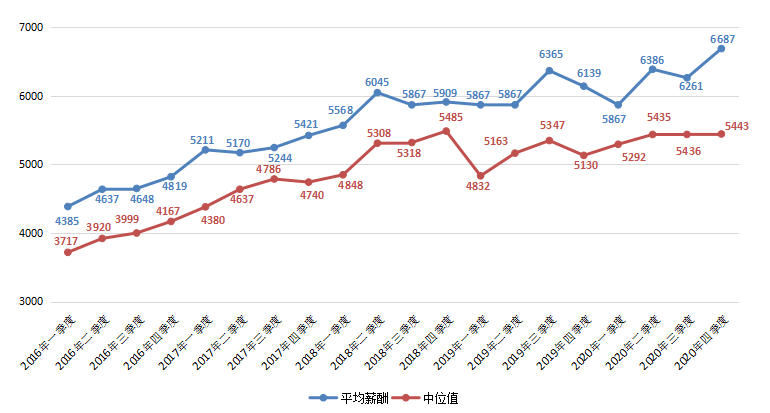 7000
6000
5000
4000
3000
4385
4637
4648
4819
5211
5170
5244
5421
5568
6045
5867
5909
5867
5867
6365
6139
5867
6386
6261
6687
3717
3920
3999
4167
4380
4637
4786
4740
4848
5308
5318
5485
4832
5163
5347
5130
5292
5435
5436
5443
2016年一季度
2016年二季度
2016年三季度
2016年四季度
2017年一季度
2017年二季度
2017年三季度
2017年四季度
2018年一季度
2018年二季度
2018年三季度
2018年四季度
2019年一季度
2019年二季度
2019年三季度
2019年四季度
2020年一季度
2020年二季度
2020年三季度
2020年四季度
平均薪酬 中位值